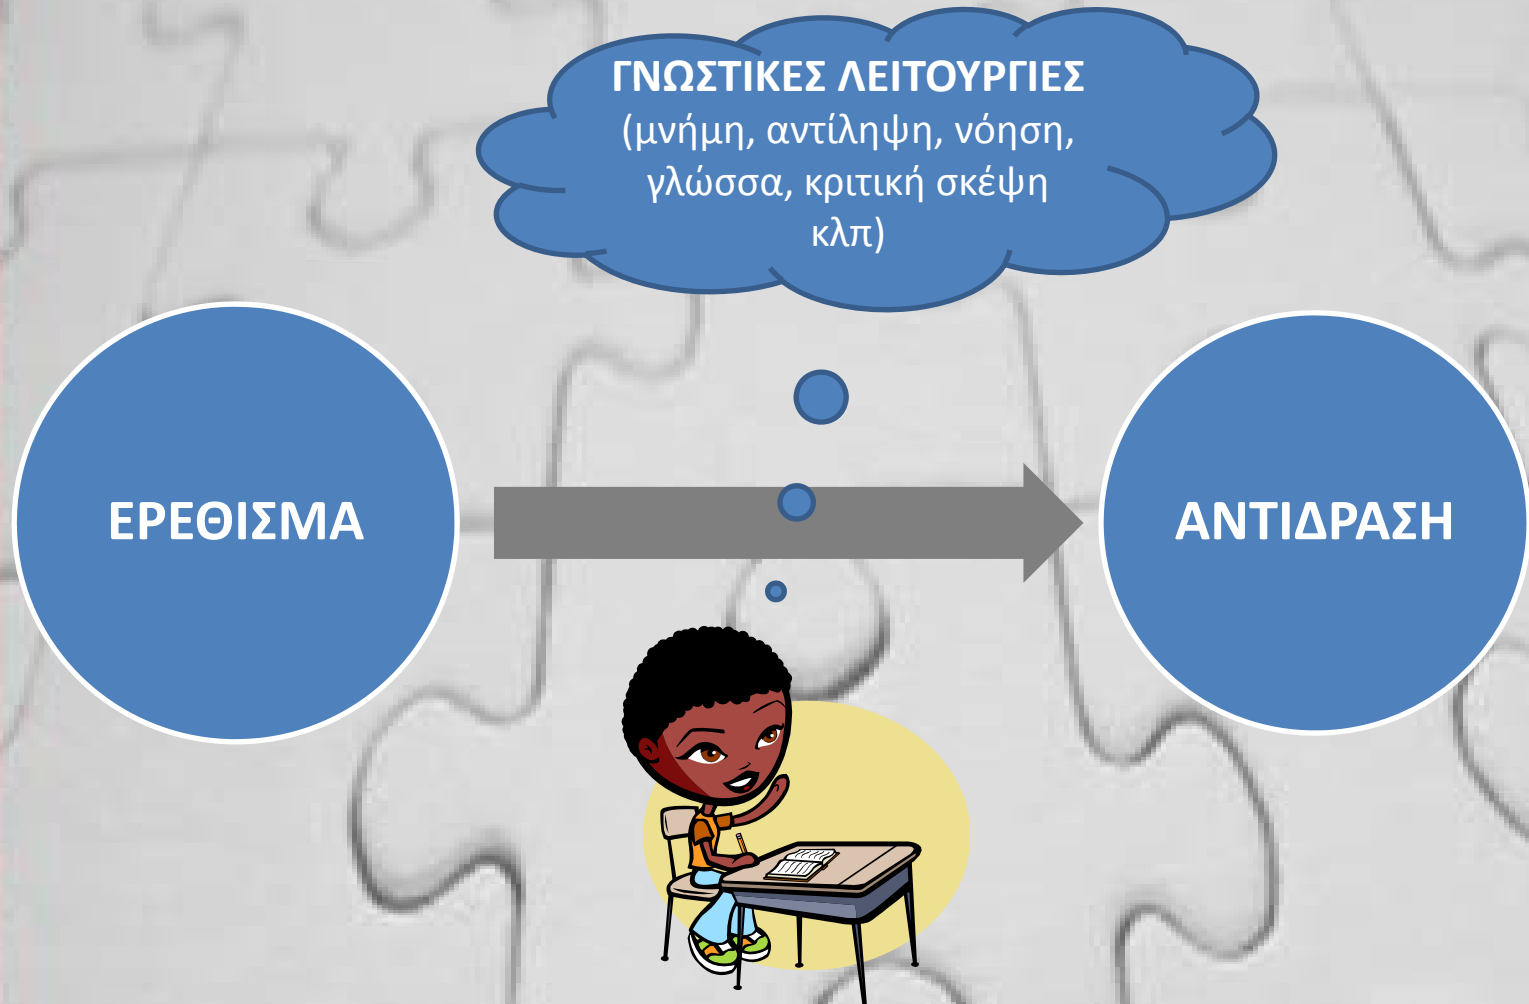 ΓΝΩΣΤΙΚΕΣ ΛΕΙΤΟΥΡΓΙΕΣ
(μνήμη, αντίληψη, νόηση,
γλώσσα, κριτική σκέψη
κλπ)
ΕΡΕΘΙΣΜΑ
ΑΝΤΙΔΡΑΣΗ